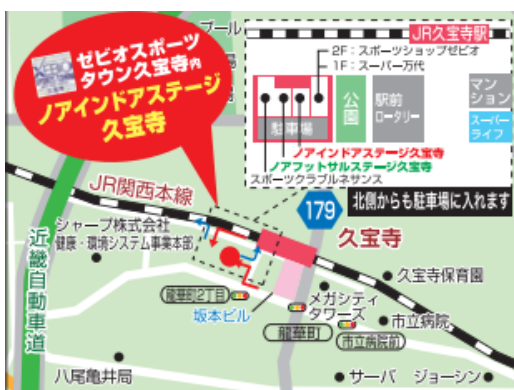 プール
ゼビオスポーツ
タウン久宝寺内
ノアインドアステージ
久宝寺
JR久宝寺駅
2F：スポーツショップゼビオ
1F：スーパー万代
駐車場
公園
駅前
ロータリー
マン
ション
スーパー
ライフ
ノアインドアステージ久宝寺
ノアフットサルステージ久宝寺
スポーツクラブルネサンス
北側からも駐車場に入れます
JR関西本線
179
久宝寺
シャープ株式会社
健康・環境システム事業本部
近畿自動車道
久宝寺保育園
龍華町2丁目
坂本ビル
メガシティ
タワーズ
市立病院
龍華町
市立病院前
八尾亀井局
サーバ
ジョーシン